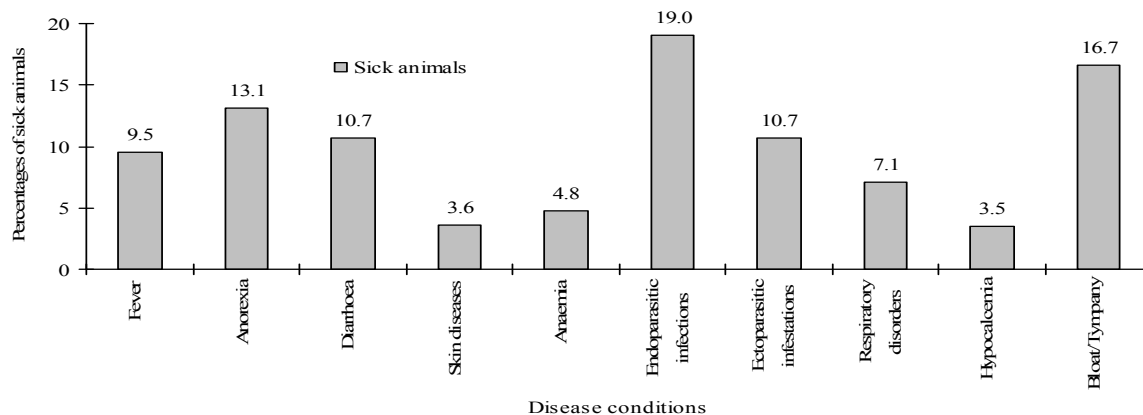 Percentages of sick animals
20
15
10
5
0
Sick animals
9.5
13.1
10.7
3.6
4.8
19.0
10.7
7.1
3.5
16.7
Fever
Anorexia
Diarrhoea
Skin diseases
Anaemia
Endoparasitic
infections
Ectoparasitic
infestations
Respiratory
disorders
Hypocalcemia
Bloat/Tympany
Disease conditions